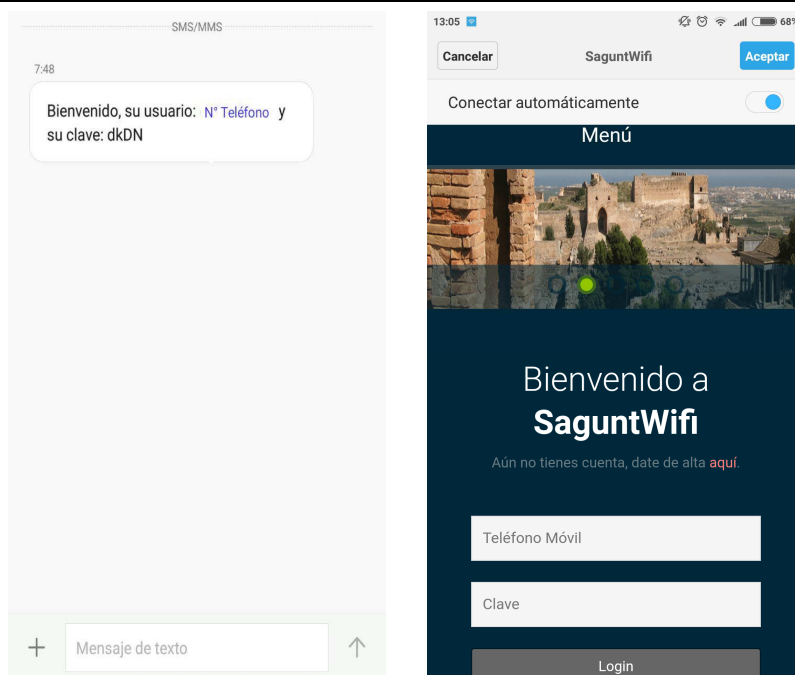 SMS/MMS
7:48
Bienvenido, su usuario: N° Teléfono y
su clave: dkDN
Mensaje de texto
13:05 68%
Cancelar SaguntWifi Aceptar
Conectar automáticamente
Menú
Bienvenido a
SaguntWifi
Aún no tienes cuenta, date de alta aquí.
Teléfono Móvil
Clave
Login